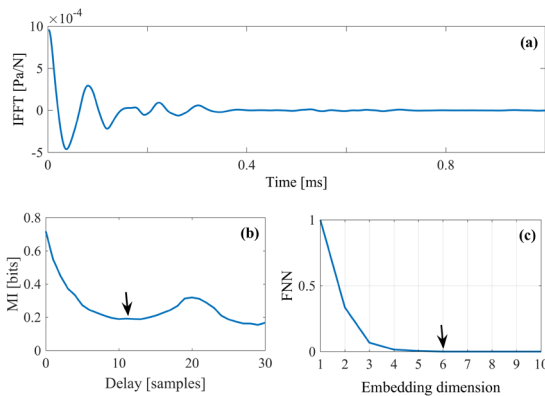 ×10⁻⁴
10
5
0
-5
IFFT [Pa/N]
(a)
0 0.4 0.8
Time [ms]
0.8
0.6
0.4
0.2
0
MI [bits]
(b)
0 10 20 30
Delay [samples]
1
0.5
0
FNN
(c)
1 2 3 4 5 6 7 8 9 10
Embedding dimension